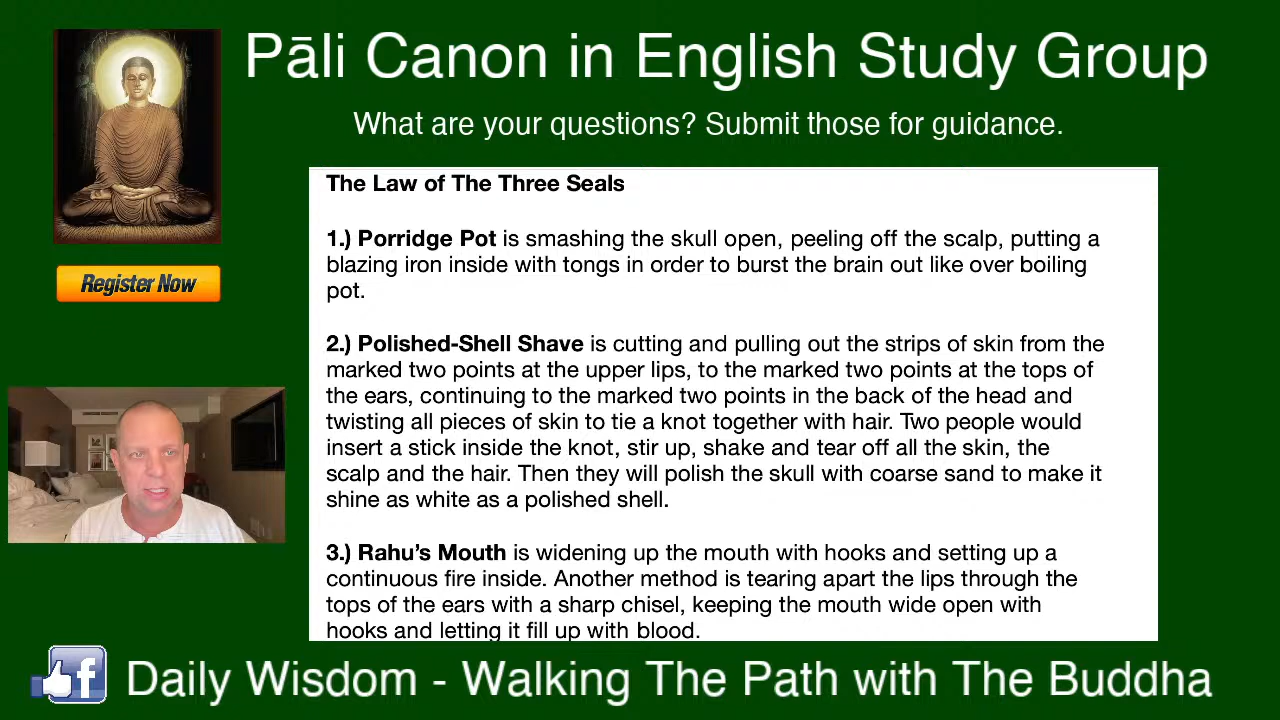 Pāli Canon in English Study Group
What are your questions? Submit those for guidance.
Register Now
The Law of The Three Seals
1.) Porridge Pot is smashing the skull open, peeling off the scalp, putting a
blazing iron inside with tongs in order to burst the brain out like over boiling
pot.
2.) Polished-Shell Shave is cutting and pulling out the strips of skin from the
marked two points at the upper lips, to the marked two points at the tops of
the ears, continuing to the marked two points in the back of the head and
twisting all pieces of skin to tie a knot together with hair. Two people would
insert a stick inside the knot, stir up, shake and tear off all the skin, the
scalp and the hair. Then they will polish the skull with coarse sand to make it
shine as white as a polished shell.
3.) Rahu’s Mouth is widening up the mouth with hooks and setting up a
continuous fire inside. Another method is tearing apart the lips through the
tops of the ears with a sharp chisel, keeping the mouth wide open with
hooks and letting it fill up with blood.
f
Daily Wisdom - Walking The Path with The Buddha